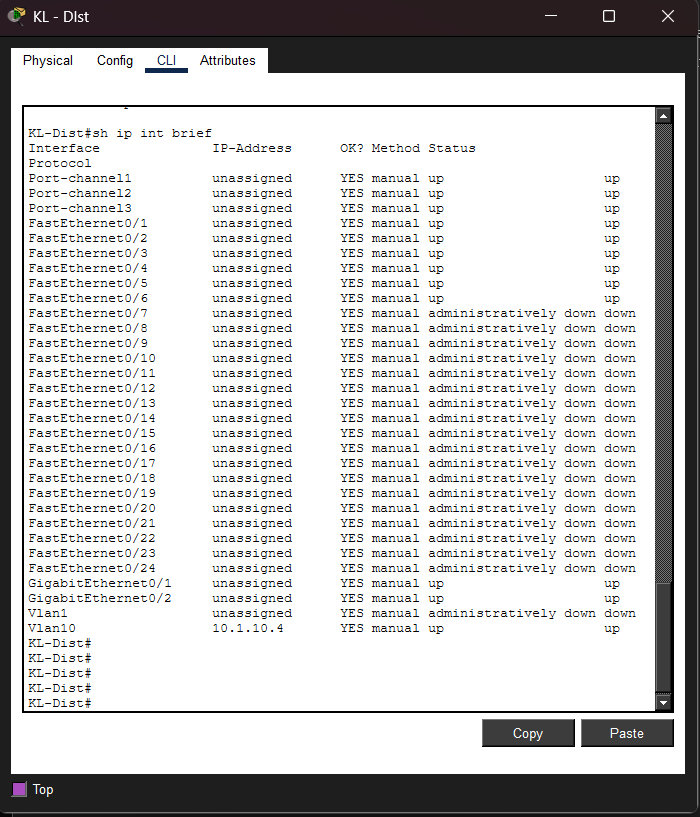 KL - DIst
Physical Config CLI Attributes
KL-Dist#sh ip int brief
Interface IP-Address OK? Method Status
Protocol
Port-channel1 unassigned YES manual up up
Port-channel2 unassigned YES manual up up
Port-channel3 unassigned YES manual up up
FastEthernet0/1 unassigned YES manual up up
FastEthernet0/2 unassigned YES manual up up
FastEthernet0/3 unassigned YES manual up up
FastEthernet0/4 unassigned YES manual up up
FastEthernet0/5 unassigned YES manual up up
FastEthernet0/6 unassigned YES manual up up
FastEthernet0/7 unassigned YES manual administratively down down
FastEthernet0/8 unassigned YES manual administratively down down
FastEthernet0/9 unassigned YES manual administratively down down
FastEthernet0/10 unassigned YES manual administratively down down
FastEthernet0/11 unassigned YES manual administratively down down
FastEthernet0/12 unassigned YES manual administratively down down
FastEthernet0/13 unassigned YES manual administratively down down
FastEthernet0/14 unassigned YES manual administratively down down
FastEthernet0/15 unassigned YES manual administratively down down
FastEthernet0/16 unassigned YES manual administratively down down
FastEthernet0/17 unassigned YES manual administratively down down
FastEthernet0/18 unassigned YES manual administratively down down
FastEthernet0/19 unassigned YES manual administratively down down
FastEthernet0/20 unassigned YES manual administratively down down
FastEthernet0/21 unassigned YES manual administratively down down
FastEthernet0/22 unassigned YES manual administratively down down
FastEthernet0/23 unassigned YES manual administratively down down
FastEthernet0/24 unassigned YES manual administratively down down
GigabitEthernet0/1 unassigned YES manual up up
GigabitEthernet0/2 unassigned YES manual up up
Vlan1 unassigned YES manual administratively down down
Vlan10 10.1.10.4 YES manual up up
KL-Dist#
KL-Dist#
KL-Dist#
KL-Dist#
KL-Dist#
Copy Paste
Top